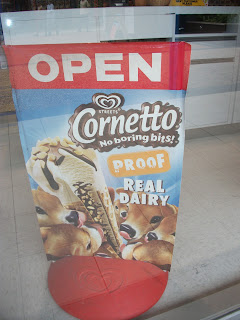 OPEN
STREETS
Cornetto
No boring bits!
PROOF
REAL
DAIRY